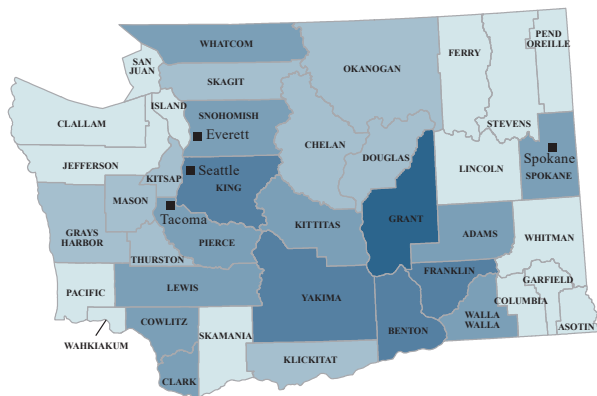 PEND
OREILLE
WHATCOM
FERRY
SAN
JUAN
OKANOGAN
SKAGIT
ISLAND
SNOHOMISH
STEVENS
CLALLAM
Everett
CHELAN
DOUGLAS
Spokane
JEFFERSON
Seattle
LINCOLN
SPOKANE
KITSAP
KING
MASON
Tacoma
GRANT
KITTITAS
GRAYS
HARBOR
PIERCE
ADAMS
WHITMAN
THURSTON
FRANKLIN
GARFIELD
PACIFIC
LEWIS
YAKIMA
COLUMBIA
COWLITZ
WALLA
WALLA
ASOTIN
SKAMANIA
BENTON
WAHKIAKUM
KLICKITAT
CLARK